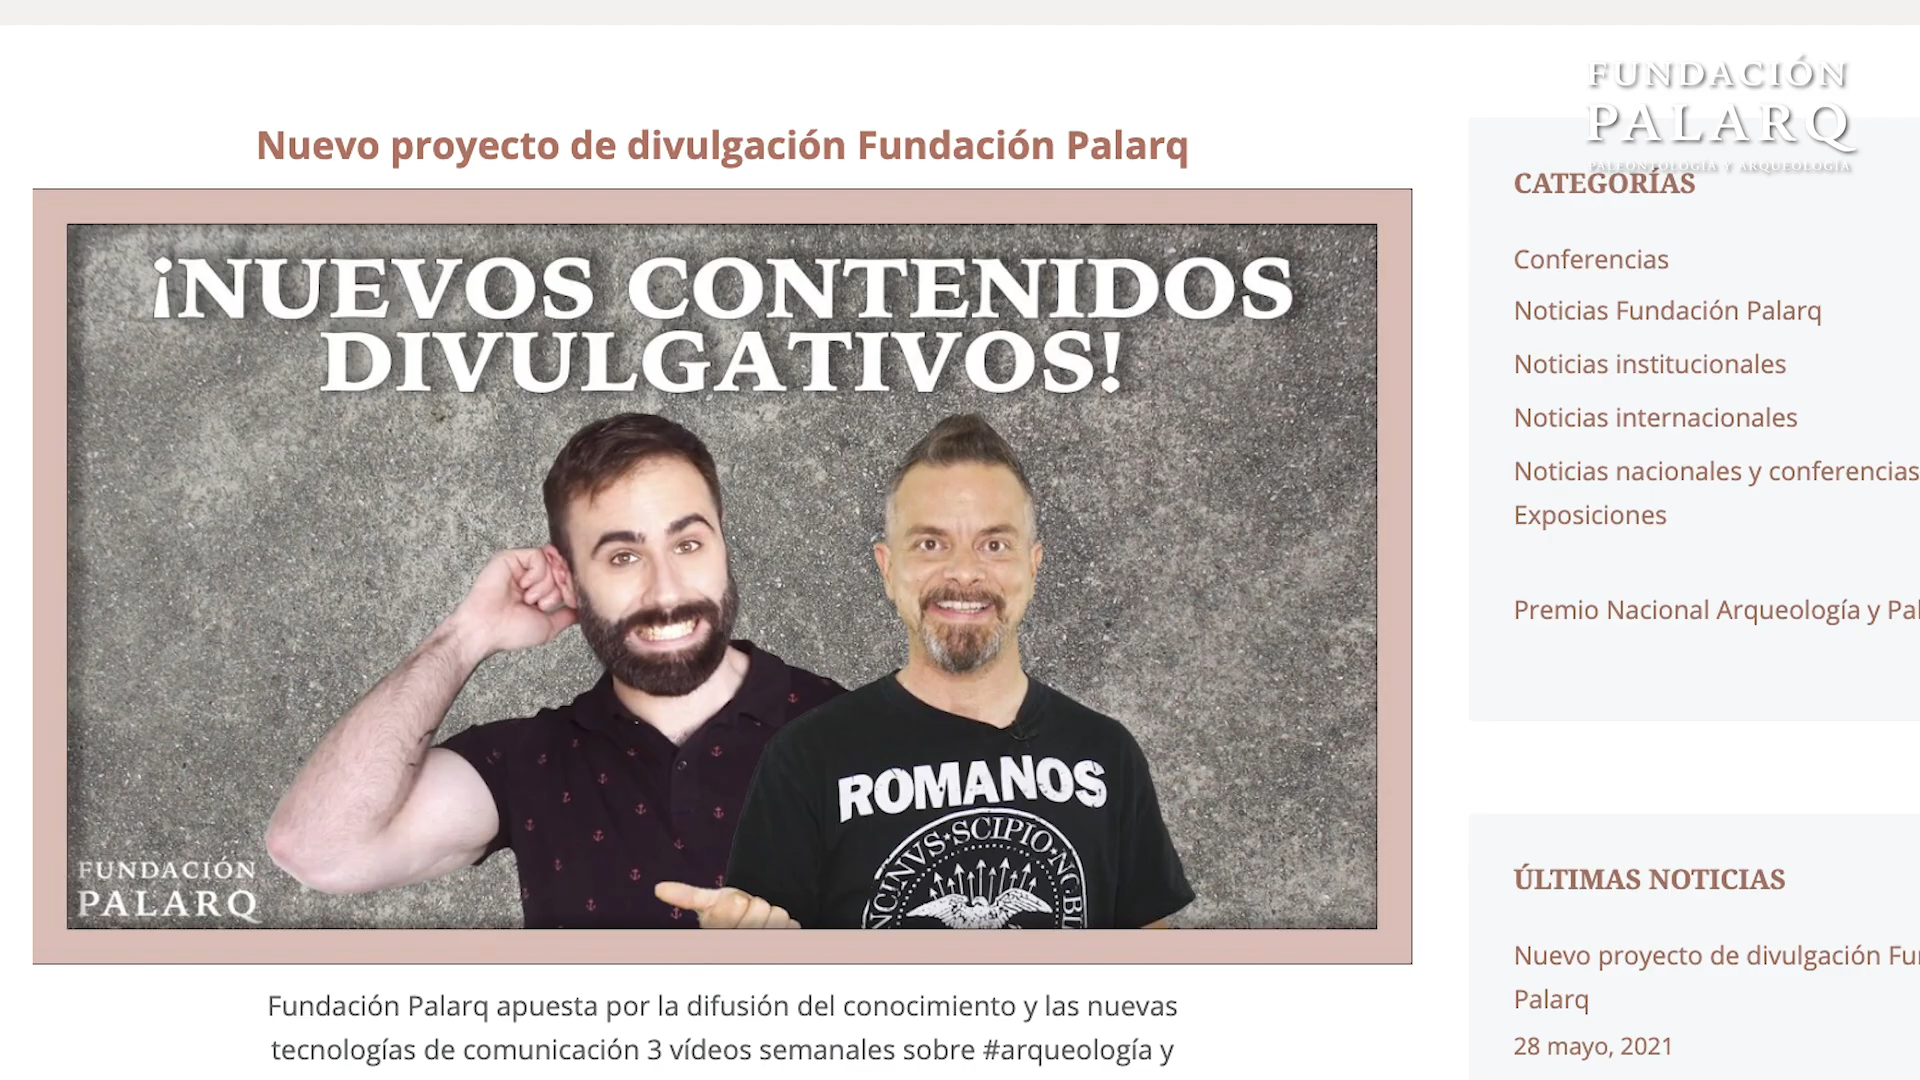 FUNDACIÓN
PALARQ
PALEONTOLOGÍA Y ARQUEOLOGÍA
Nuevo proyecto de divulgación Fundación Palarq
¡NUEVOS CONTENIDOS
DIVULGATIVOS!
ROMANOS
SCIPIO
FUNDACIÓN
PALARQ
Fundación Palarq apuesta por la difusión del conocimiento y las nuevas
tecnologías de comunicación 3 vídeos semanales sobre #arqueología y
CATEGORÍAS
Conferencias
Noticias Fundación Palarq
Noticias institucionales
Noticias internacionales
Noticias nacionales y conferencias
Exposiciones
Premio Nacional Arqueología y Pal
ÚLTIMAS NOTICIAS
Nuevo proyecto de divulgación Fu
Palarq
28 mayo, 2021